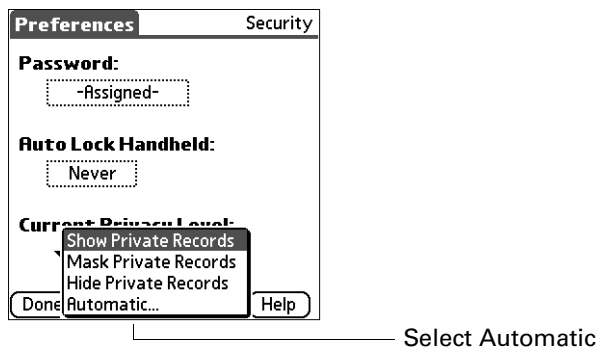 Preferences Security
Password:
-Assigned-
Auto Lock Handheld:
Never
Current Privacy Level:
Show Private Records
Mask Private Records
Hide Private Records
Done Automatic... Help
Select Automatic